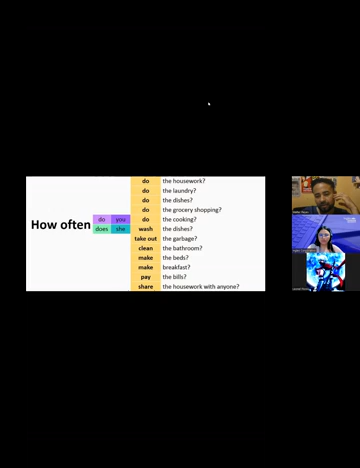 How often
do you
does she
do the housework?
do the laundry?
do the dishes?
do the grocery shopping?
do the cooking?
wash the dishes?
take out the garbage?
clean the bathroom?
make the beds?
make breakfast?
pay the bills?
share the housework with anyone?